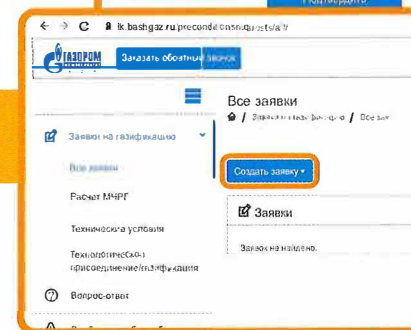 lk.bashgaz.ru
ГАЗПРОМ
Заказать обратный звонок
Все заявки
Заявки на газификацию
Все заявки
Создать заявку
Расчет МЧРГ
Заявки
Технические условия
Заявок не найдено.
Технологическое
присоединение/газификация
Вопрос-ответ